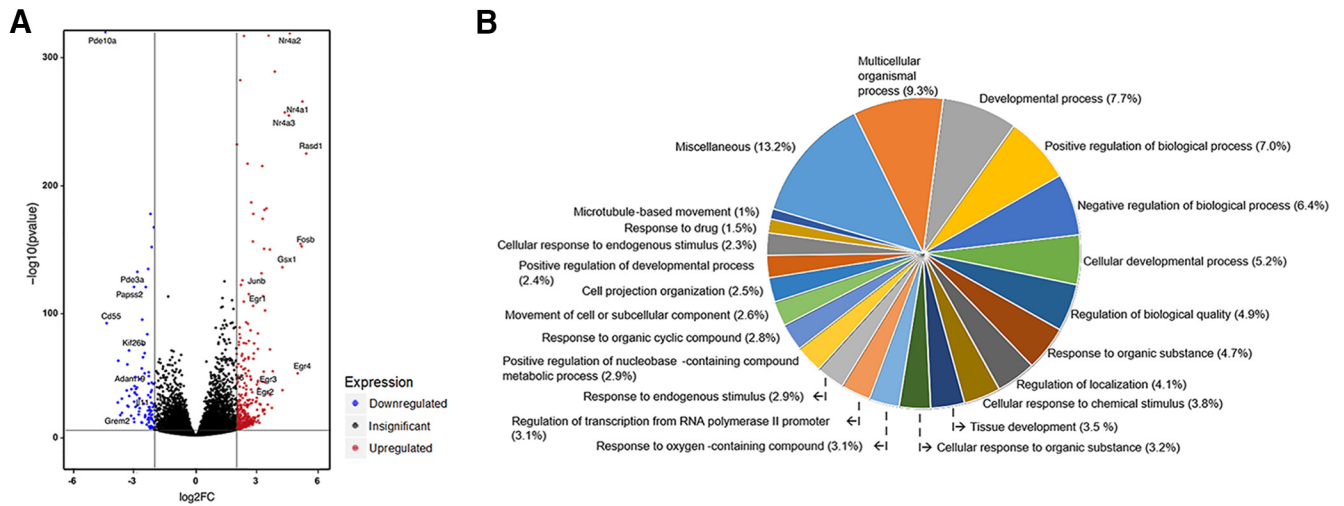 A
B
Pde10a
Nr4a2
300
Nr4a1
Nr4a3
Rasd1
200
Fosb
Gsx1
Pde3a
Junb
Papss2
Egr1
100
Cd55
Kif26b
Egr4
Adam19
Egr3
Egr2
Il11
Grem2
0
-6
-3
0
3
6
log2FC
−log10(pvalue)
Expression
Downregulated
Insignificant
Upregulated
Multicellular
organismal
process (9.3%)
Developmental process (7.7%)
Positive regulation of biological process (7.0%)
Negative regulation of biological process (6.4%)
Cellular developmental process (5.2%)
Regulation of biological quality (4.9%)
Response to organic substance (4.7%)
Regulation of localization (4.1%)
Cellular response to chemical stimulus (3.8%)
Tissue development (3.5 %)
Cellular response to organic substance (3.2%)
Response to oxygen -containing compound (3.1%)
Regulation of transcription from RNA polymerase II promoter
(3.1%)
Response to endogenous stimulus (2.9%)
Positive regulation of nucleobase -containing compound
metabolic process (2.9%)
Response to organic cyclic compound (2.8%)
Movement of cell or subcellular component (2.6%)
Cell projection organization (2.5%)
Positive regulation of developmental process
(2.4%)
Cellular response to endogenous stimulus (2.3%)
Response to drug (1.5%)
Microtubule-based movement (1%)
Miscellaneous (13.2%)